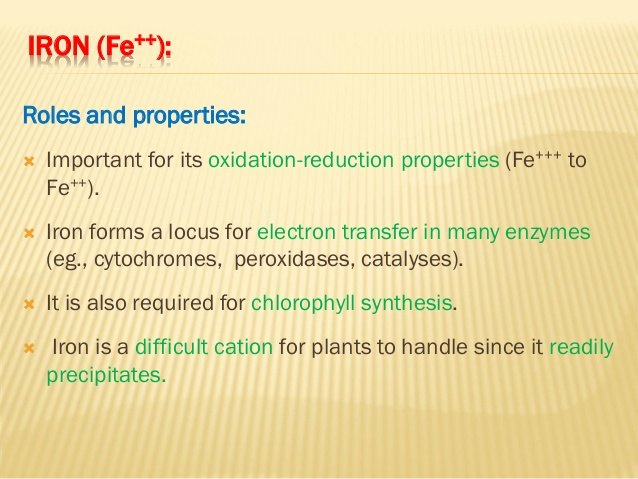 IRON (Fe++):
Roles and properties:
Important for its oxidation-reduction properties (Fe+++ to
Fe++).
Iron forms a locus for electron transfer in many enzymes
(eg., cytochromes, peroxidases, catalyses).
It is also required for chlorophyll synthesis.
Iron is a difficult cation for plants to handle since it readily
precipitates.